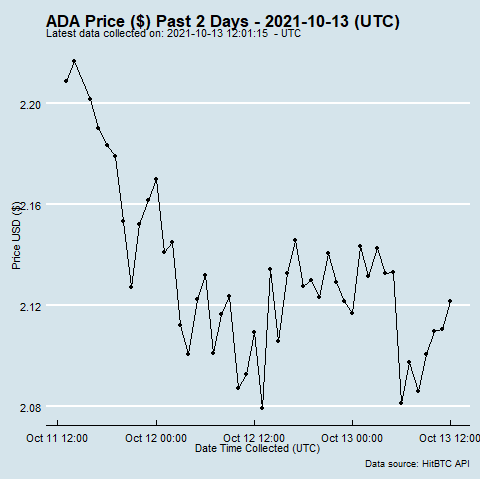 ADA Price ($) Past 2 Days - 2021-10-13 (UTC)
Latest data collected on: 2021-10-13 12:01:15 - UTC
Price USD ($)
2.20
2.16
2.12
2.08
Oct 11 12:00 Oct 12 00:00 Oct 12 12:00 Oct 13 00:00 Oct 13 12:00
Date Time Collected (UTC)
Data source: HitBTC API